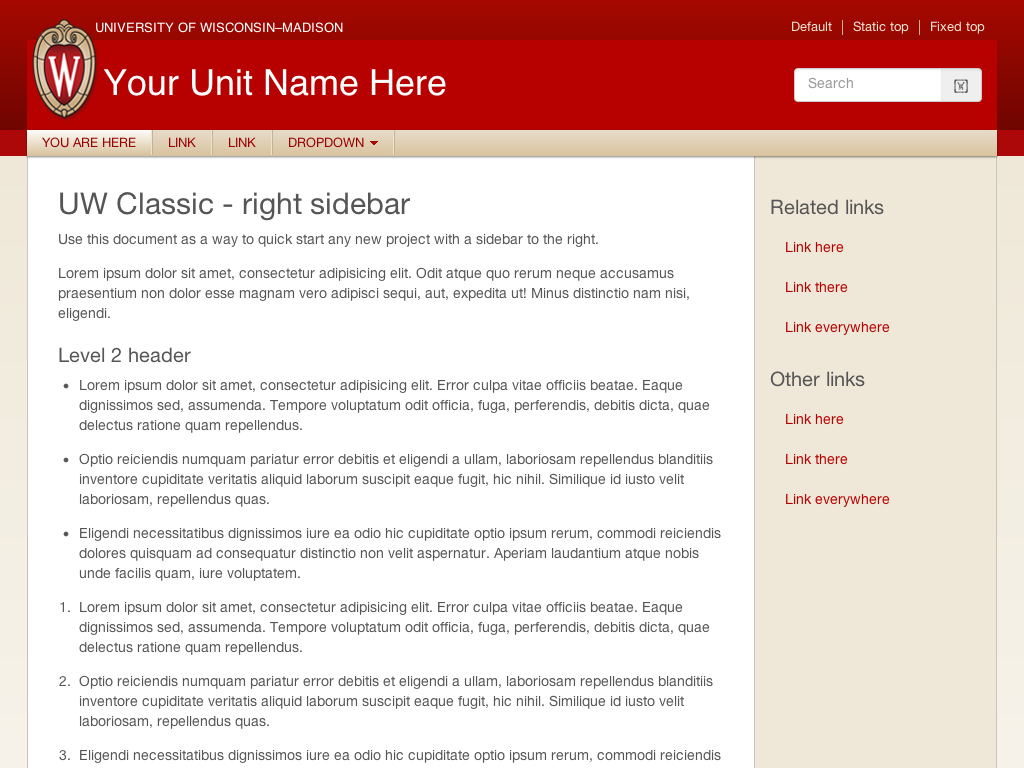 UNIVERSITY OF WISCONSIN–MADISON
Default
Static top
Fixed top
W
Your Unit Name Here
Search
YOU ARE HERE
LINK
LINK
DROPDOWN
UW Classic - right sidebar
Use this document as a way to quick start any new project with a sidebar to the right.
Lorem ipsum dolor sit amet, consectetur adipisicing elit. Odit atque quo rerum neque accusamus
praesentium non dolor esse magnam vero adipisci sequi, aut, expedita ut! Minus distinctio nam nisi,
eligendi.
Level 2 header
• Lorem ipsum dolor sit amet, consectetur adipisicing elit. Error culpa vitae officiis beatae. Eaque
dignissimos sed, assumenda. Tempore voluptatum odit officia, fuga, perferendis, debitis dicta, quae
delectus ratione quam repellendus.
• Optio reiciendis numquam pariatur error debitis et eligendi a ullam, laboriosam repellendus blanditiis
inventore cupiditate veritatis aliquid laborum suscipit eaque fugit, hic nihil. Similique id iusto velit
laboriosam, repellendus quas.
• Eligendi necessitatibus dignissimos iure ea odio hic cupiditate optio ipsum rerum, commodi reiciendis
dolores quisquam ad consequatur distinctio non velit aspernatur. Aperiam laudantium atque nobis
unde facilis quam, iure voluptatem.
1. Lorem ipsum dolor sit amet, consectetur adipisicing elit. Error culpa vitae officiis beatae. Eaque
dignissimos sed, assumenda. Tempore voluptatum odit officia, fuga, perferendis, debitis dicta, quae
delectus ratione quam repellendus.
2. Optio reiciendis numquam pariatur error debitis et eligendi a ullam, laboriosam repellendus blanditiis
inventore cupiditate veritatis aliquid laborum suscipit eaque fugit, hic nihil. Similique id iusto velit
laboriosam, repellendus quas.
3. Eligendi necessitatibus dignissimos iure ea odio hic cupiditate optio ipsum rerum, commodi reiciendis
Related links
Link here
Link there
Link everywhere
Other links
Link here
Link there
Link everywhere